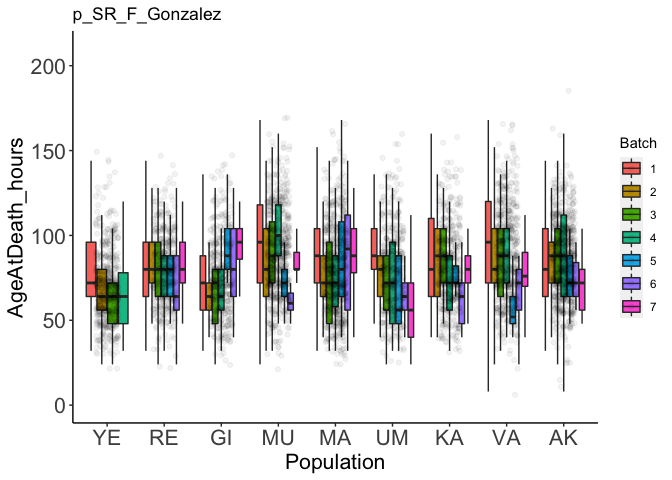 p_SR_F_Gonzalez
AgeAtDeath_hours
200
150
100
50
0
YE RE GI MU MA UM KA VA AK
Population
Batch
1
2
3
4
5
6
7